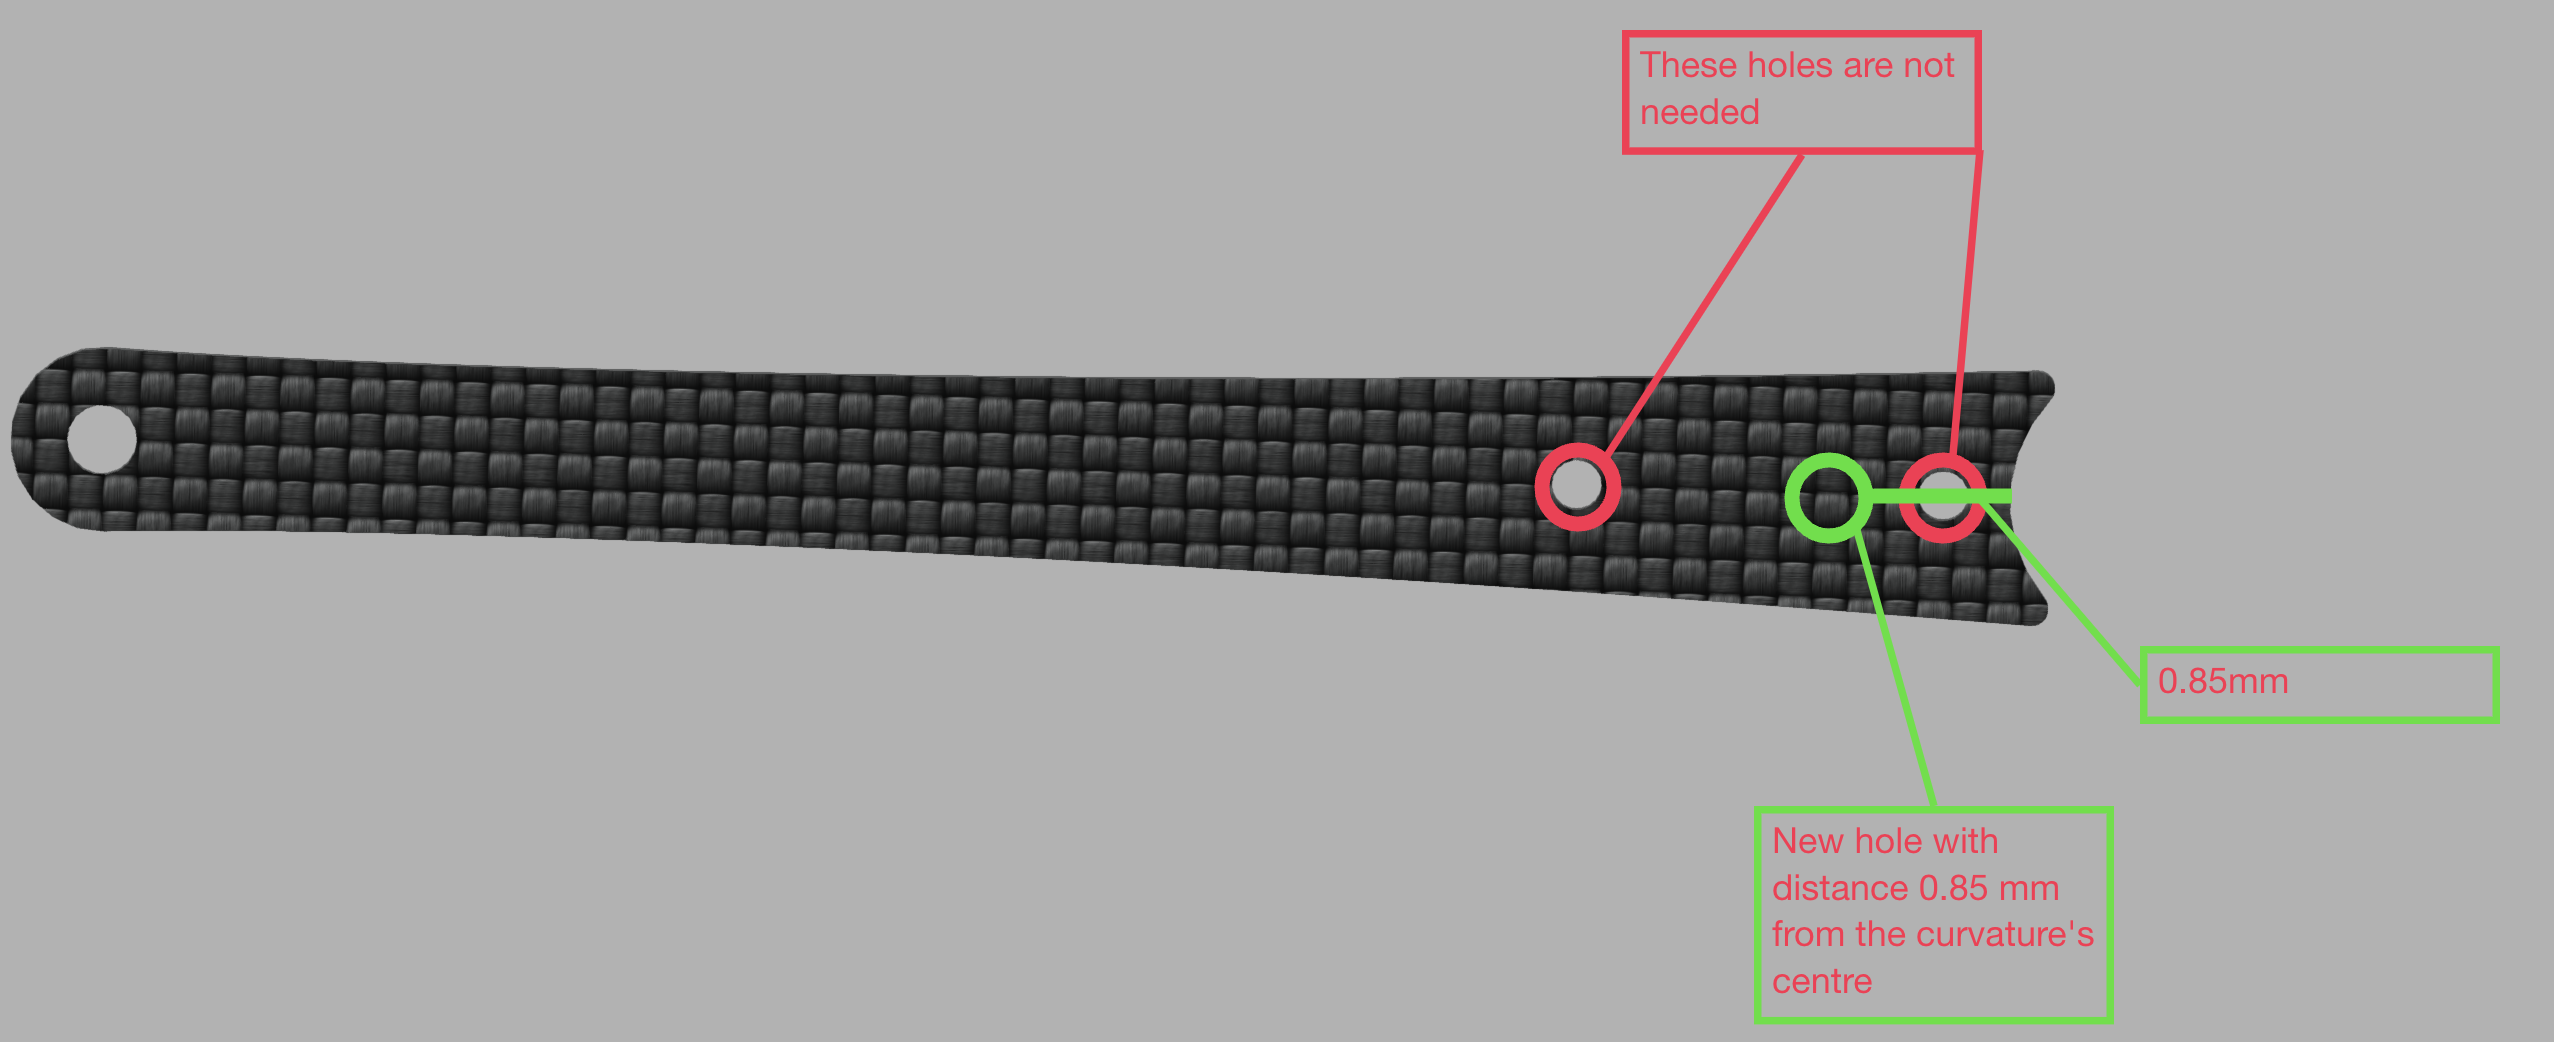 These holes are not
needed
0.85mm
New hole with
distance 0.85 mm
from the curvature's
centre